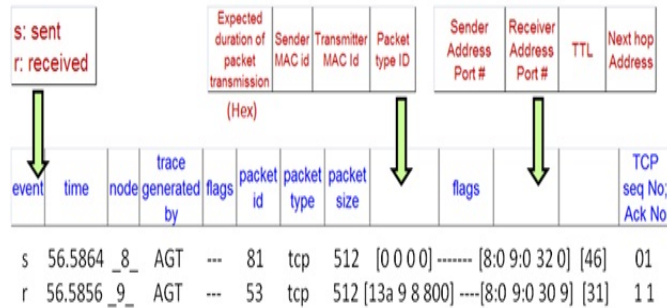 s: sent
r: received
Expected duration of packet transmission
Sender MAC id
Transmitter MAC Id
Packet type ID
(Hex)
Sender Address Port #
Receiver Address Port #
TTL
Next hop Address
event
time
node
trace generated by
flags
packet id
packet type
packet size
flags
TCP seq No; Ack No
s 56.5864 _8_ AGT --- 81 tcp 512 [0 0 0 0] ------- [8:0 9:0 32 0] [46] 01
r 56.5856 _9_ AGT --- 53 tcp 512 [13a 9 8 800] ----[8:0 9:0 30 9] [31] 11